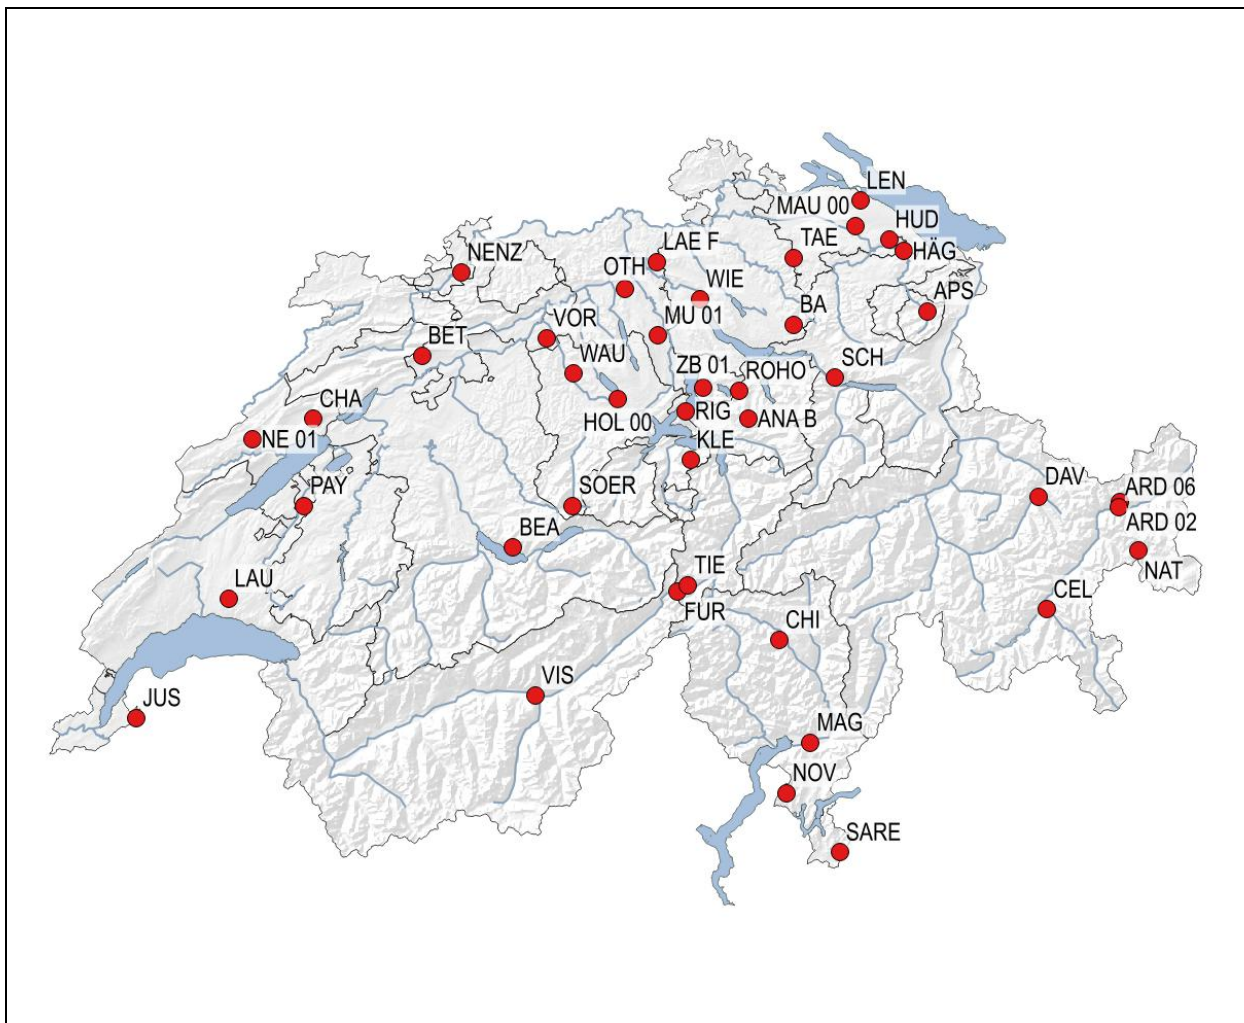 LEN
MAU 00
HUD
TAE
HÄG
LAE F
NENZ
OTH
WIE
APS
BA
MU 01
VOR
BET
WAU
SCH
ZB 01
ROHO
CHA
RIG
HOL 00
ANA B
NE 01
KLE
DAV
ARD 06
PAY
SÖER
ARD 02
BEA
NAT
TIE
LAU
CEL
FUR
CHI
VIS
JUS
MAG
NOV
SARE